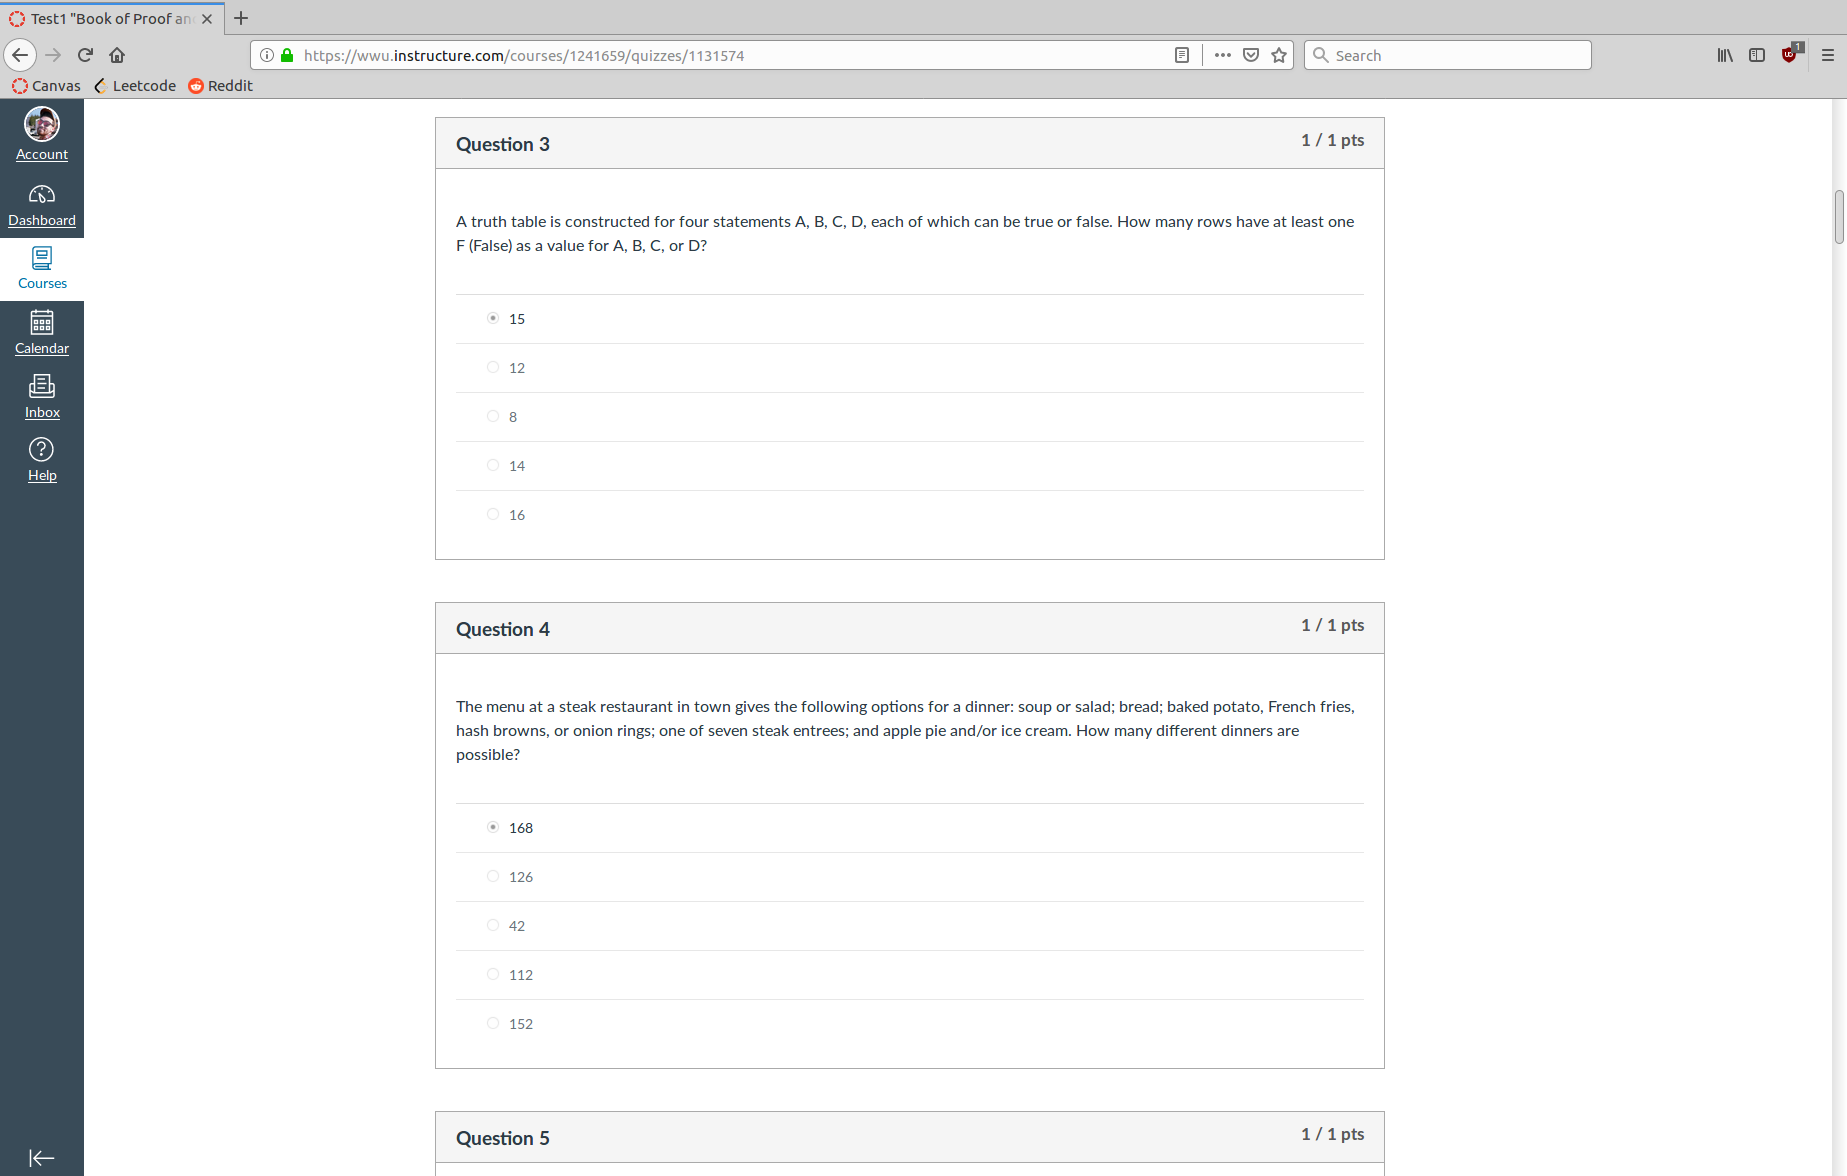 Test1 "Book of Proof an
https://wwu.instructure.com/courses/1241659/quizzes/1131574
Search
1
Canvas
Leetcode
Reddit
Account
Dashboard
Courses
Calendar
Inbox
Help
Question 3
1 / 1 pts
A truth table is constructed for four statements A, B, C, D, each of which can be true or false. How many rows have at least one
F (False) as a value for A, B, C, or D?
15
12
8
14
16
Question 4
1 / 1 pts
The menu at a steak restaurant in town gives the following options for a dinner: soup or salad; bread; baked potato, French fries,
hash browns, or onion rings; one of seven steak entrees; and apple pie and/or ice cream. How many different dinners are
possible?
168
126
42
112
152
Question 5
1 / 1 pts